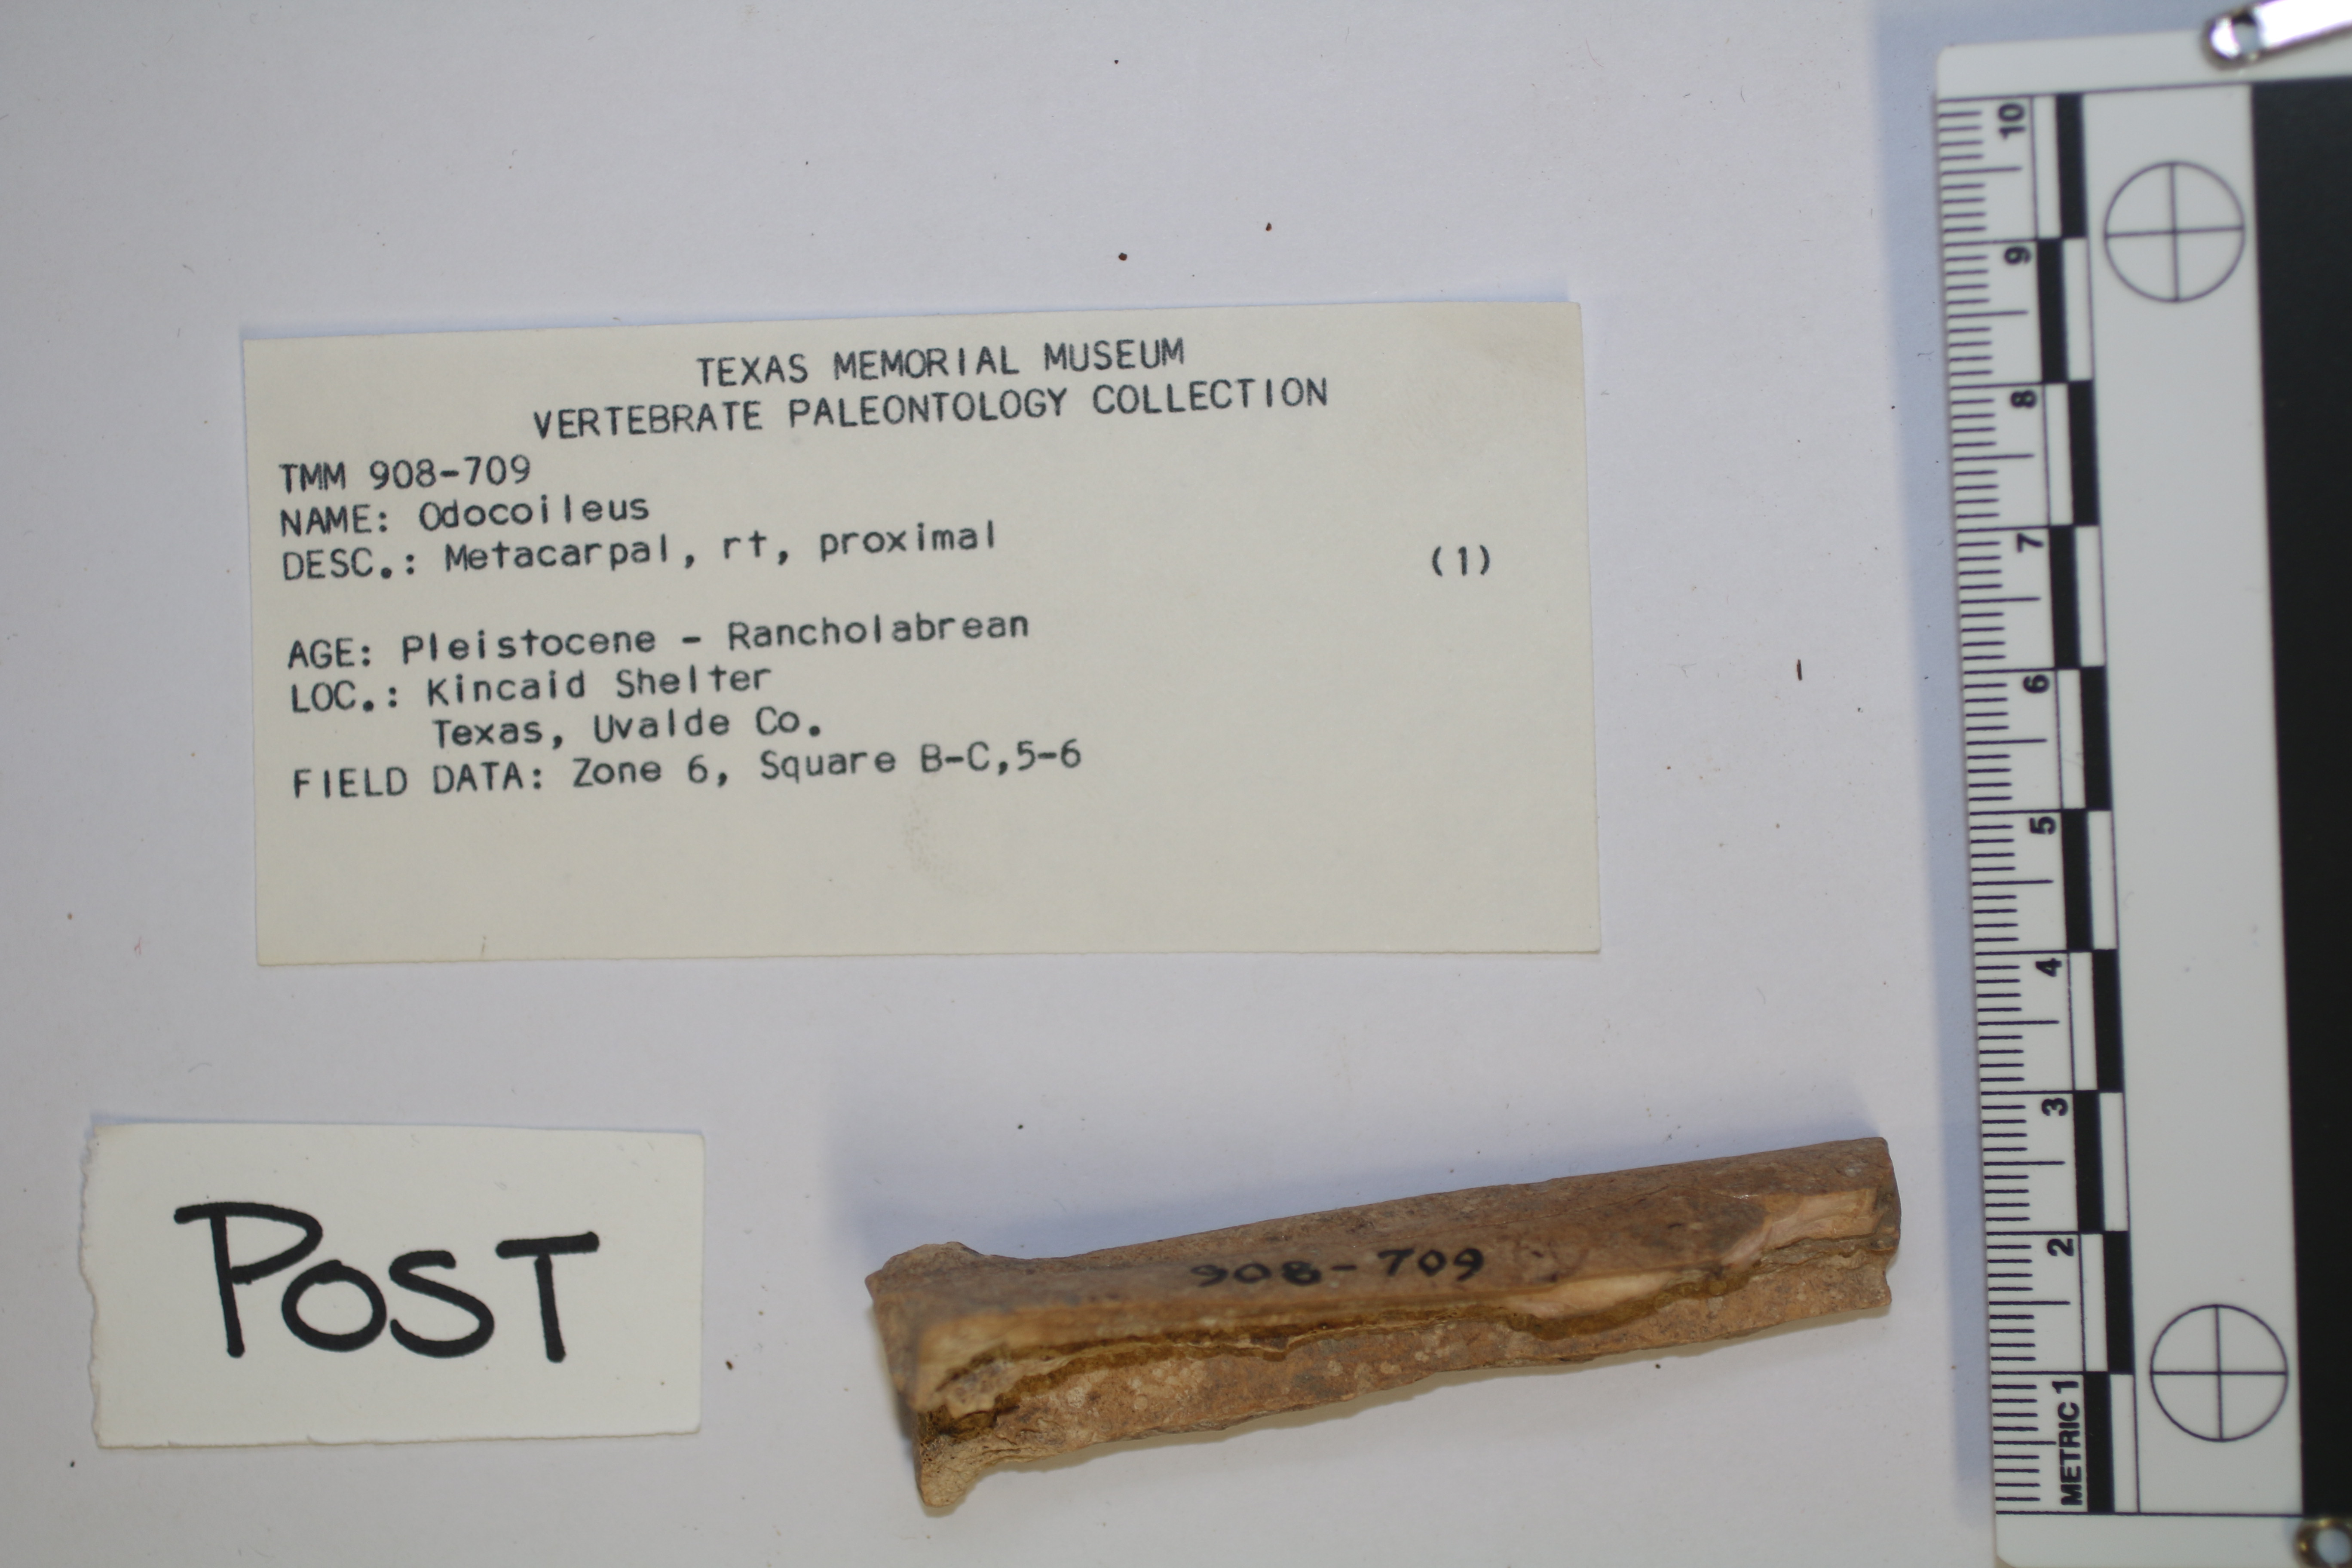 POST
TEXAS MEMORIAL MUSEUM
VERTEBRATE PALEONTOLOGY COLLECTION
TMM 908-709
NAME: Odocoileus
DESC.: Metacarpal, rt, proximal (1)
AGE: Pleistocene - Rancholabrean
LOC.: Kincaid Shelter
Texas, Uvalde Co.
FIELD DATA: Zone 6, Square B-C,5-6
908-709
METRIC 1 2 3 4 5 6 7 8 9 10